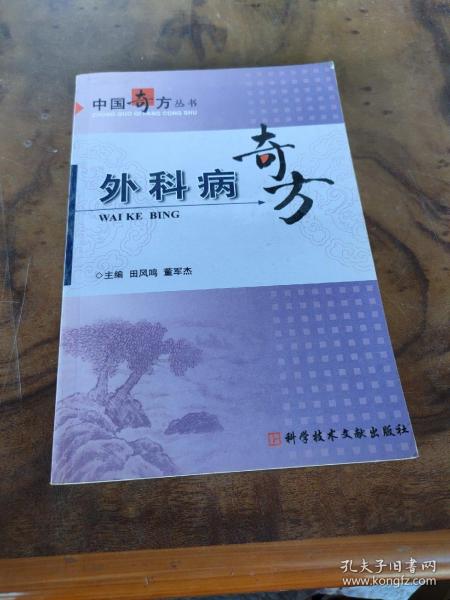 中国奇方丛书
ZHONG GUO QI FANG CONG SHU
外科病
奇方
WAI KE BING
◇主编 田风鸣 董军杰
科学技术文献出版社
孔夫子旧书网
www.kongfz.com